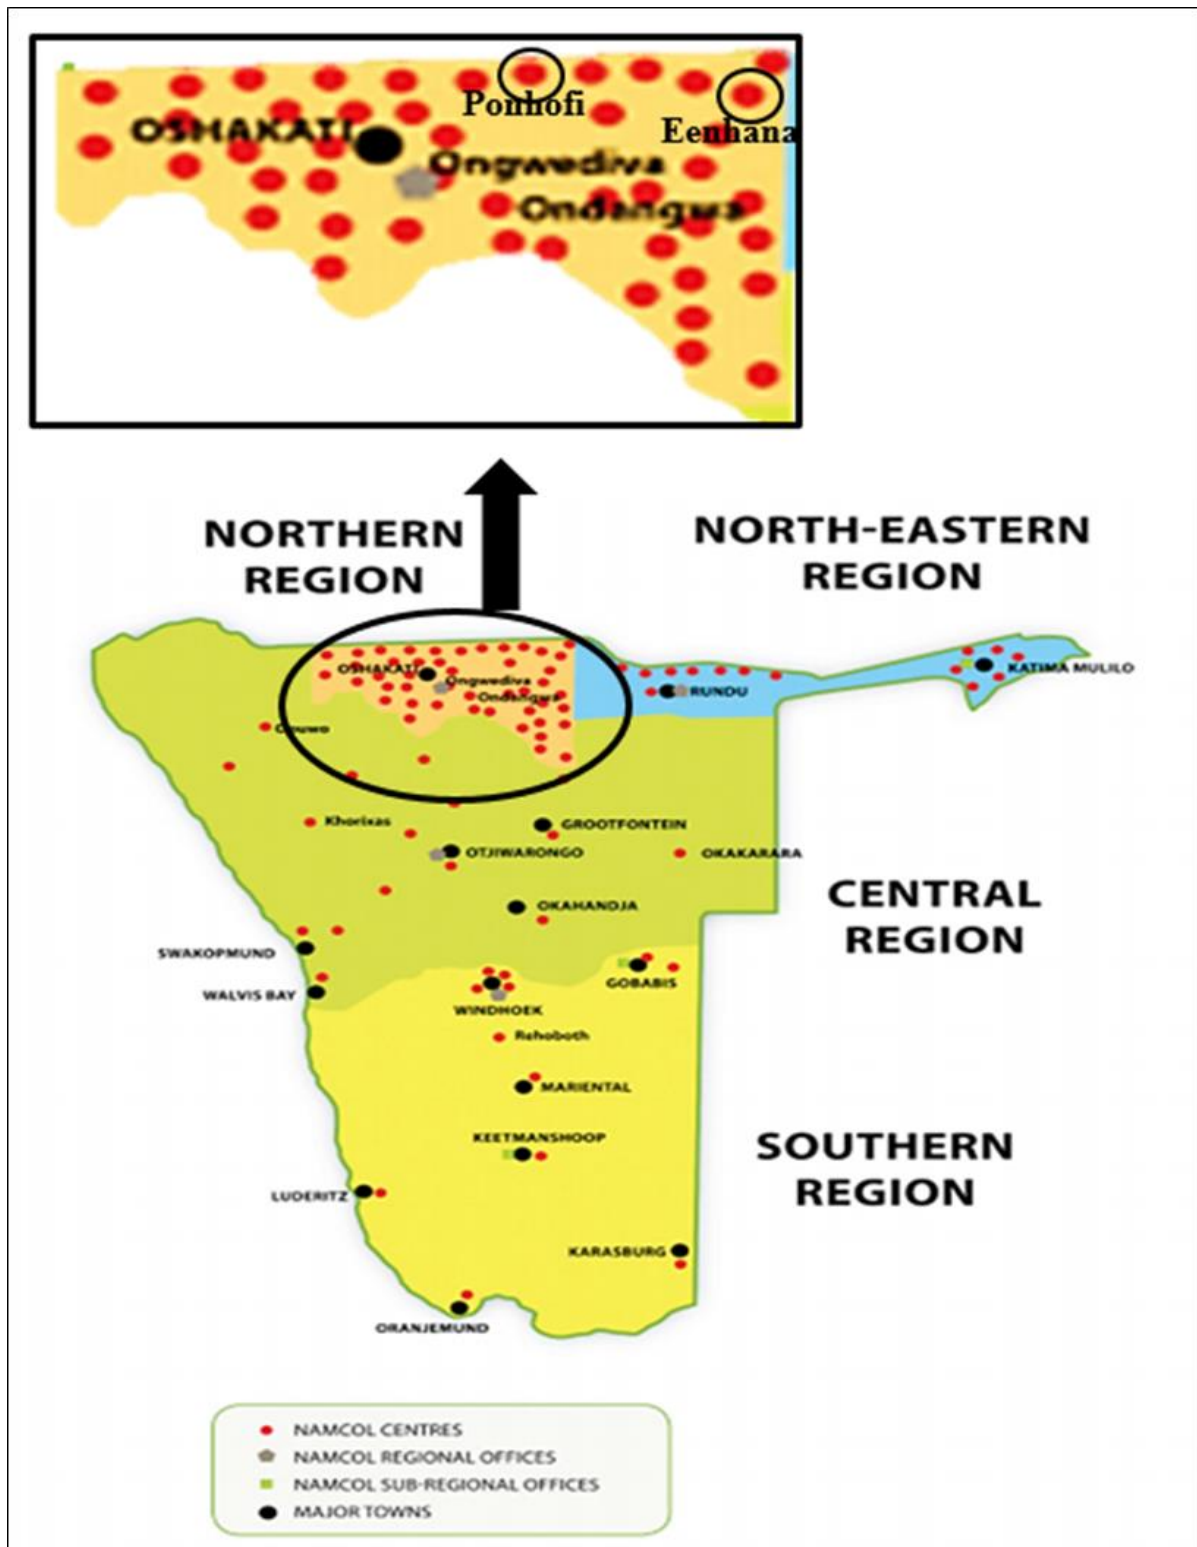 Ponhofi
OSHAKATI
Eenhana
Ongwediva
Ondangwa
NORTHERN
REGION
NORTH-EASTERN
REGION
OSHAKATI
Ongwediva
Ondangwa
KATIMA MULILO
RUNDU
Opuwo
Khorixas
GROOTFONTEIN
OTJIWARONGO
OKAKARARA
CENTRAL
REGION
OKAHANDJA
SWAKOPMUND
GOBABIS
WALVIS BAY
WINDHOEK
Rehoboth
MARIENTAL
KEETMANSHOOP
SOUTHERN
REGION
LUDERITZ
KARASBURG
ORANJEMUND
NAMCOL CENTRES
NAMCOL REGIONAL OFFICES
NAMCOL SUB-REGIONAL OFFICES
MAJOR TOWNS